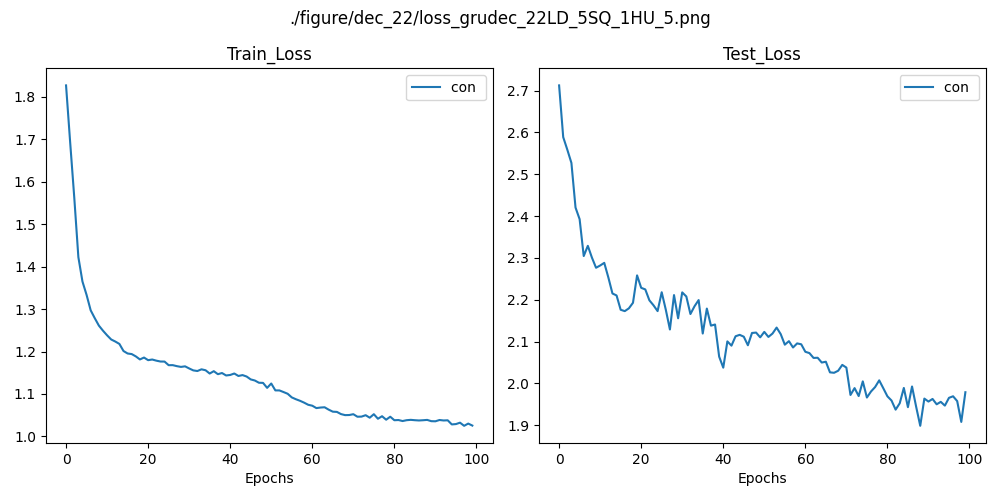 ./figure/dec_22/loss_grudec_22LD_5SQ_1HU_5.png
Train_Loss
con
1.8
1.7
1.6
1.5
1.4
1.3
1.2
1.1
1.0
0 20 40 60 80 100
Epochs
Test_Loss
con
2.7
2.6
2.5
2.4
2.3
2.2
2.1
2.0
1.9
0 20 40 60 80 100
Epochs